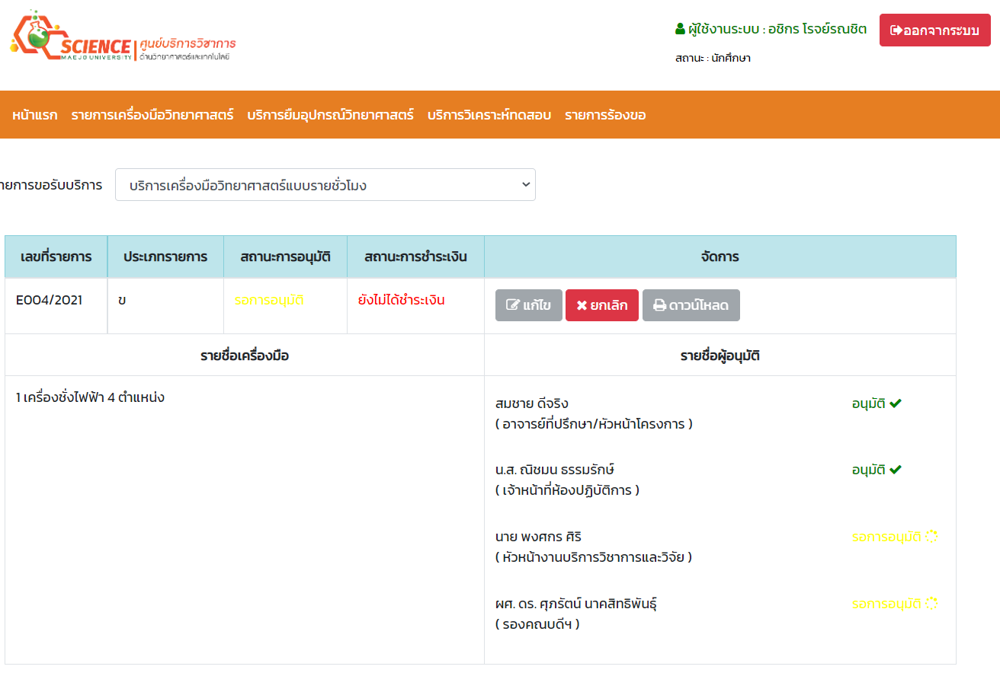 SCIENCE
MAEJO UNIVERSITY
ศูนย์บริการวิชาการ
ด้านวิทยาศาสตร์และเทคโนโลยี
ผู้ใช้งานระบบ : อชิกร โรจย์รณชิต
ออกจากระบบ
สถานะ : นักศึกษา
หน้าแรก รายการเครื่องมือวิทยาศาสตร์ บริการยืมอุปกรณ์วิทยาศาสตร์ บริการวิเคราะห์ทดสอบ รายการร้องขอ
ายการขอรับบริการ บริการเครื่องมือวิทยาศาสตร์แบบรายชั่วโมง
เลขที่รายการ ประเภทรายการ สถานะการอนุมัติ สถานะการชำระเงิน จัดการ
E004/2021 ข รอการอนุมัติ ยังไม่ได้ชำระเงิน แก้ไข ยกเลิก ดาวน์โหลด
รายชื่อเครื่องมือ รายชื่อผู้อนุมัติ
1 เครื่องชั่งไฟฟ้า 4 ตำแหน่ง
สมชาย ดีจริง อนุมัติ
( อาจารย์ที่ปรึกษา/หัวหน้าโครงการ )
น.ส. ณิชมน ธรรมรักษ์ อนุมัติ
( เจ้าหน้าที่ห้องปฏิบัติการ )
นาย พงศกร ศิริ รอการอนุมัติ
( หัวหน้างานบริการวิชาการและวิจัย )
ผศ. ดร. ศุภรัตน์ นาคสิทธิพันธุ์ รอการอนุมัติ
( รองคณบดีฯ )